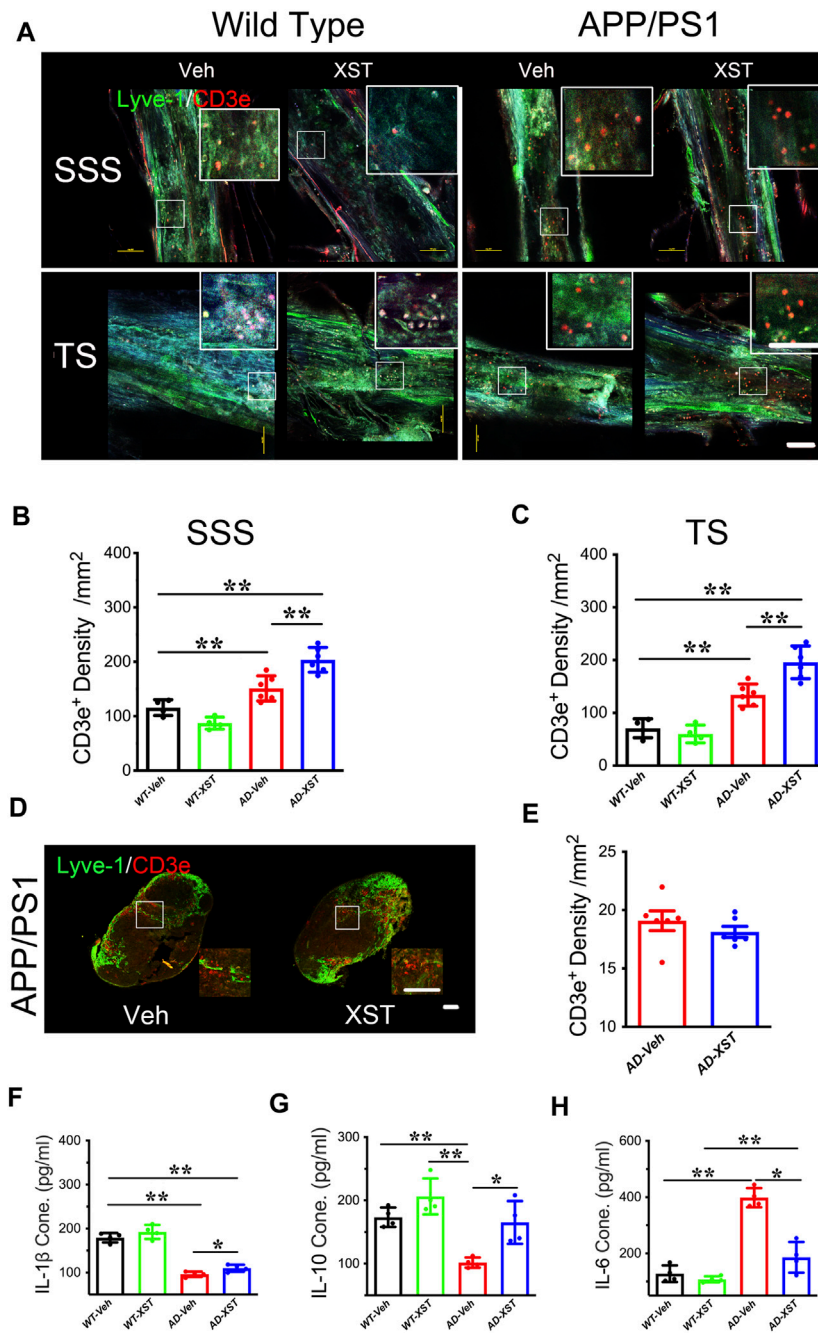 A
Wild Type
APP/PS1
Veh
XST
Veh
XST
Lyve-1/CD3e
SSS
TS
B
SSS
CD3e+ Density /mm2
400
300
200
100
0
**
**
**
WT-Veh
WT-XST
AD-Veh
AD-XST
C
TS
CD3e+ Density /mm2
400
300
200
100
0
**
**
**
WT-Veh
WT-XST
AD-Veh
AD-XST
D
APP/PS1
Lyve-1/CD3e
Veh
XST
E
CD3e+ Density /mm2
25
20
15
10
AD-Veh
AD-XST
F
IL-1β Cone. (pg/ml)
400
300
200
100
**
**
*
WT-Veh
WT-XST
AD-Veh
AD-XST
G
IL-10 Cone. (pg/ml)
300
200
100
0
**
**
*
WT-Veh
WT-XST
AD-Veh
AD-XST
H
IL-6 Cone. (pg/ml)
600
400
200
**
**
*
WT-Veh
WT-XST
AD-Veh
AD-XST